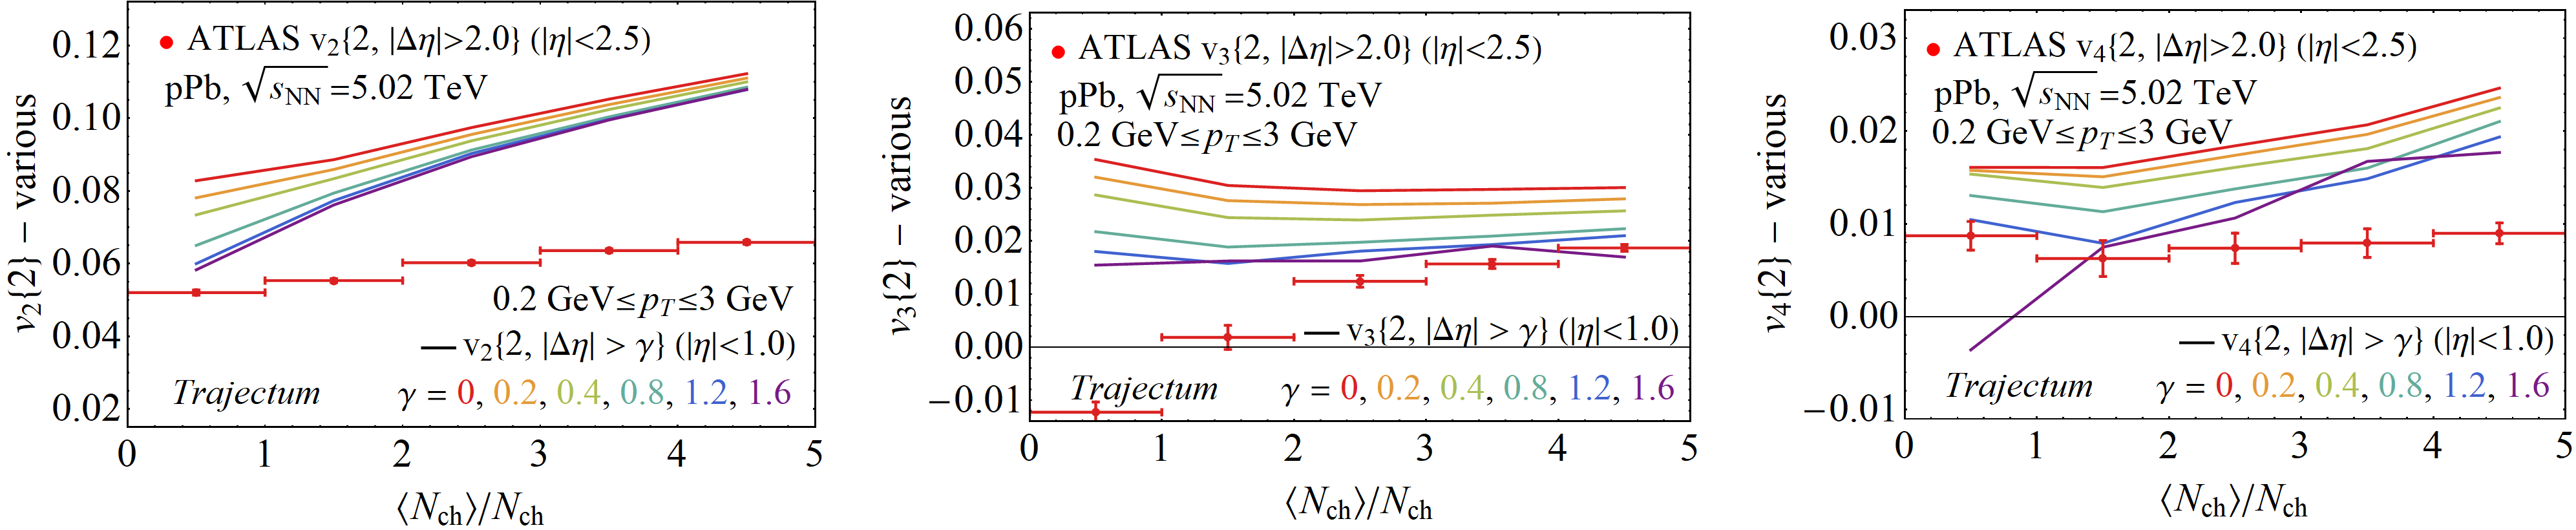 v2{2} − various
0.12
0.10
0.08
0.06
0.04
0.02
ATLAS v2{2, |Δη|>2.0} (|η|<2.5)
pPb, √sNN =5.02 TeV
0.2 GeV≤pT≤3 GeV
v2{2, |Δη| > γ} (|η|<1.0)
Trajectum γ = 0, 0.2, 0.4, 0.8, 1.2, 1.6
0 1 2 3 4 5
⟨Nch⟩/Nch
v3{2} − various
0.06
0.05
0.04
0.03
0.02
0.01
0.00
−0.01
ATLAS v3{2, |Δη|>2.0} (|η|<2.5)
pPb, √sNN =5.02 TeV
0.2 GeV≤pT≤3 GeV
v3{2, |Δη| > γ} (|η|<1.0)
Trajectum γ = 0, 0.2, 0.4, 0.8, 1.2, 1.6
0 1 2 3 4 5
⟨Nch⟩/Nch
v4{2} − various
0.03
0.02
0.01
0.00
−0.01
ATLAS v4{2, |Δη|>2.0} (|η|<2.5)
pPb, √sNN =5.02 TeV
0.2 GeV≤pT≤3 GeV
v4{2, |Δη| > γ} (|η|<1.0)
Trajectum γ = 0, 0.2, 0.4, 0.8, 1.2, 1.6
0 1 2 3 4 5
⟨Nch⟩/Nch